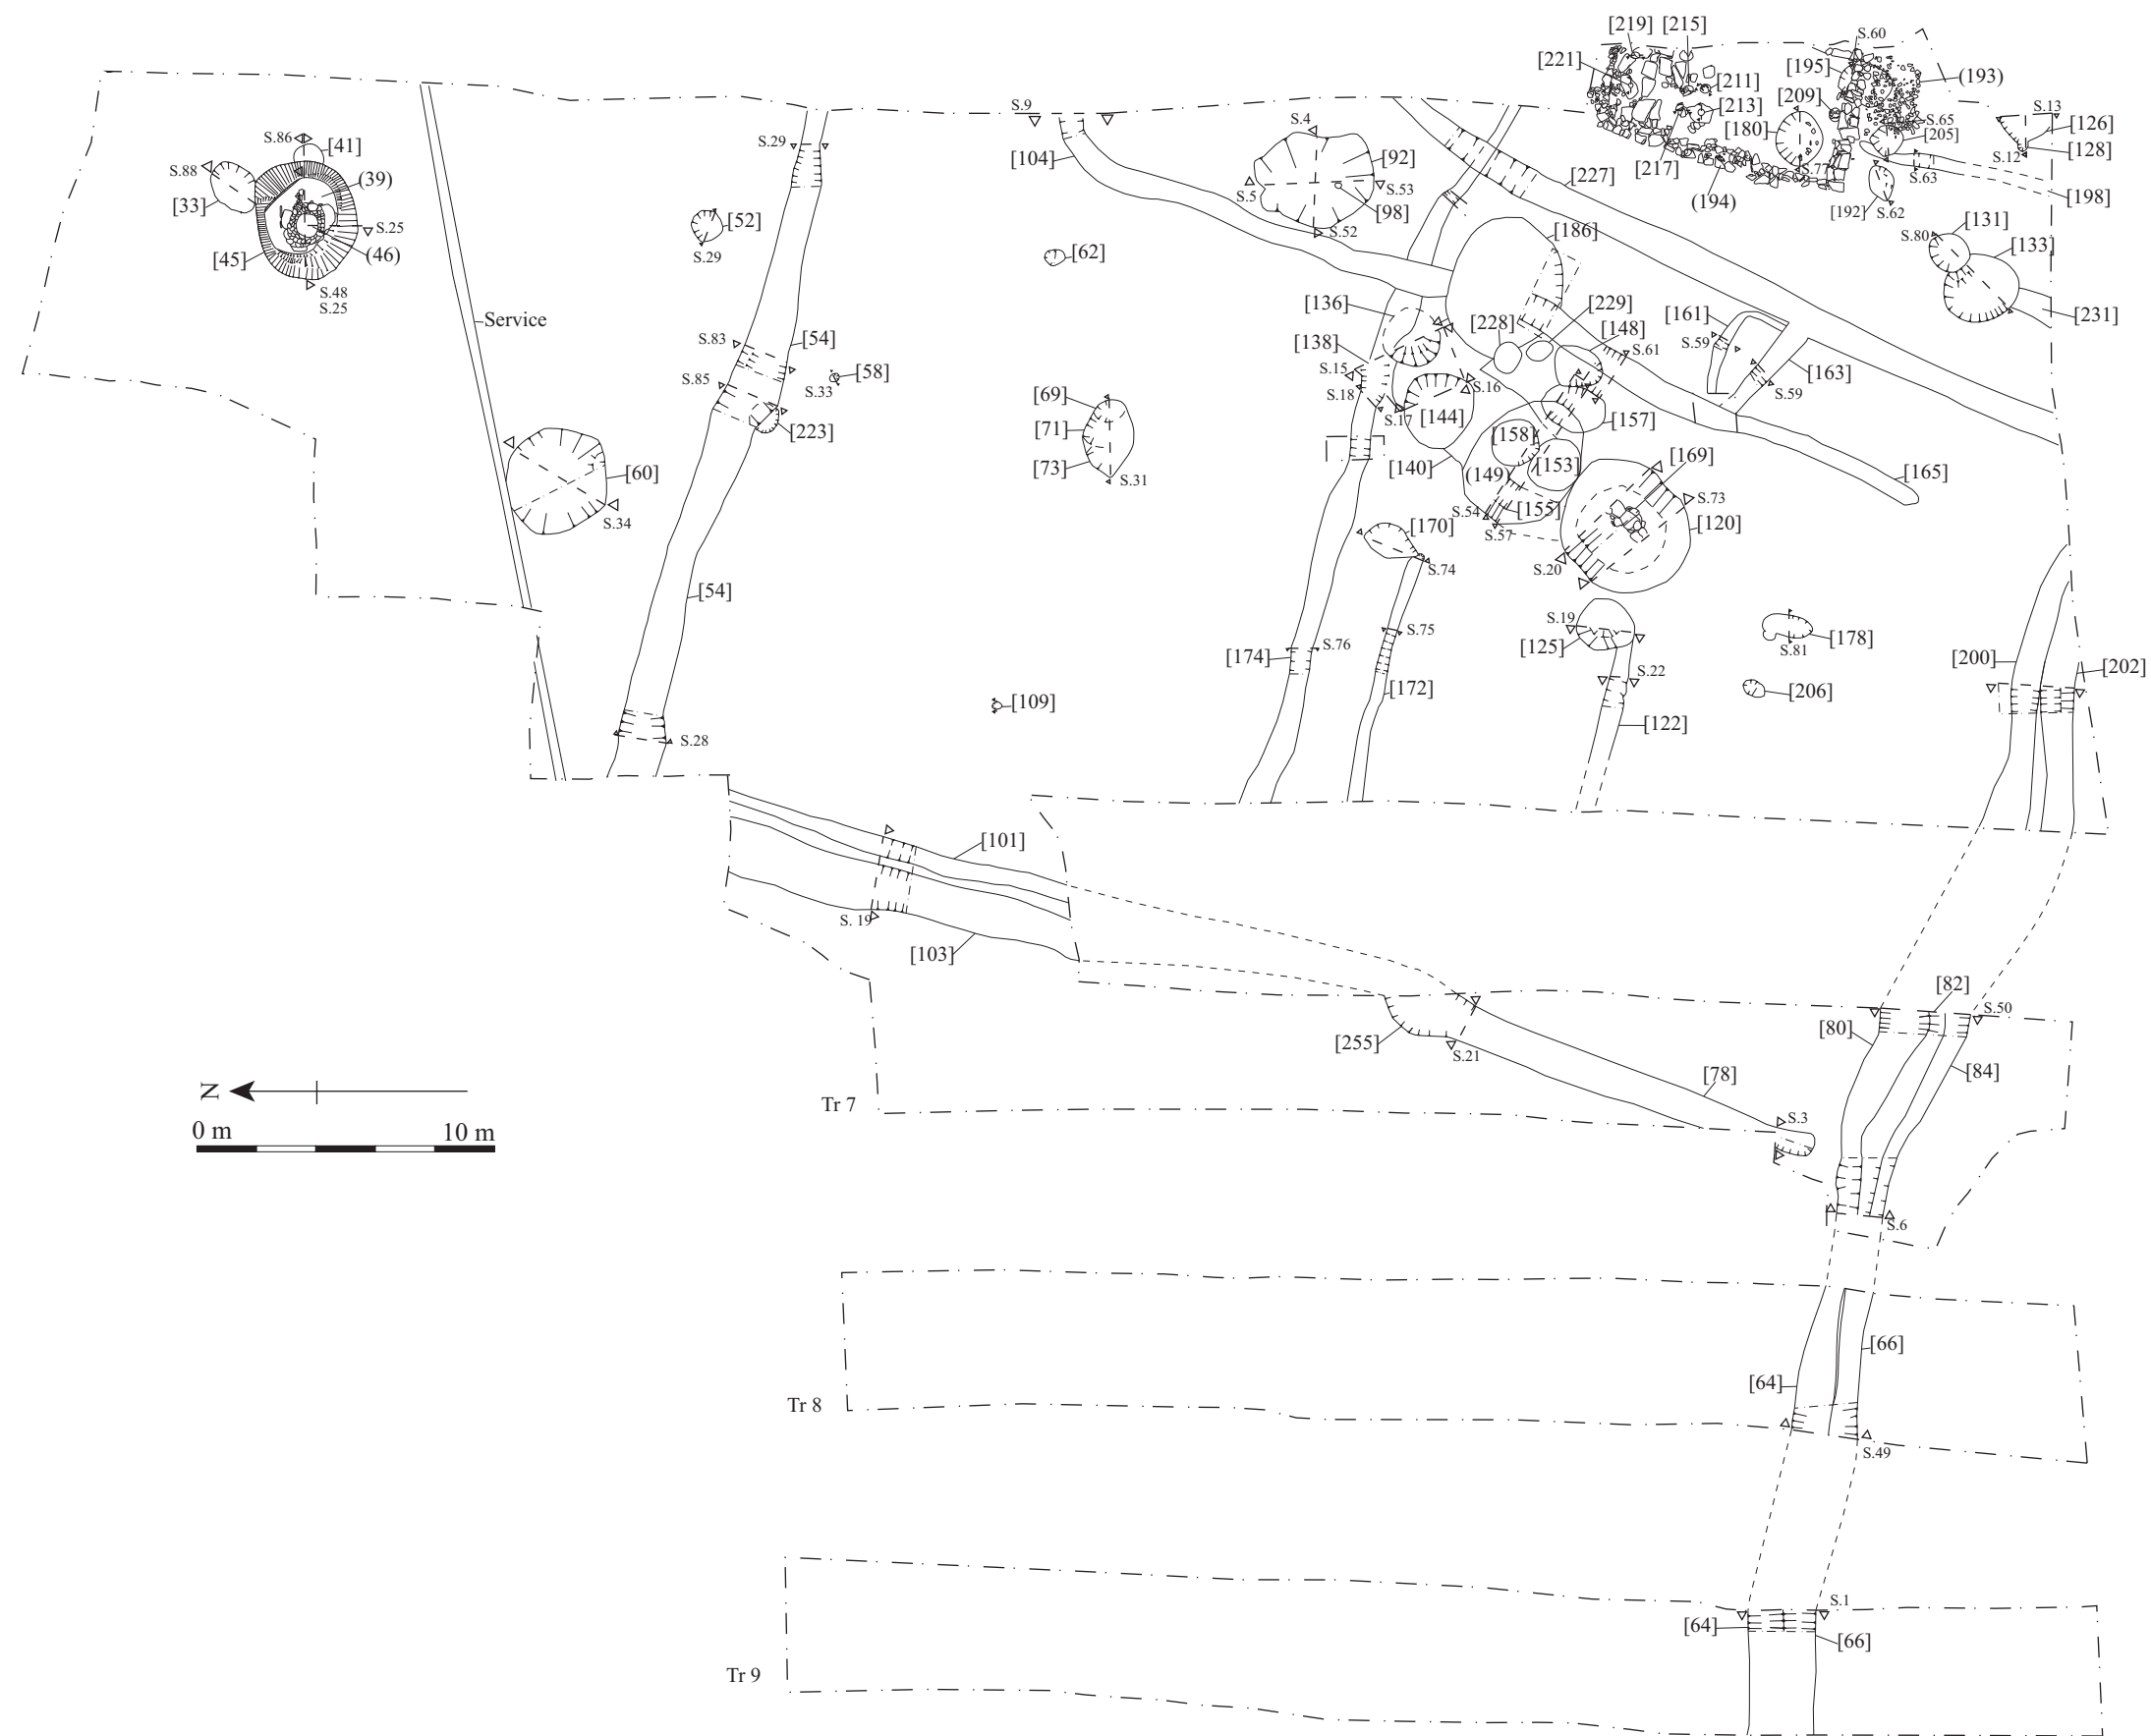 [219] [215]
S.60
[221]
[195]
(193)
[211]
[209]
[213]
S.13
S.9
[126]
S.65
[180]
[205]
S.4
S.86
[41]
S.29
[104]
[92]
[128]
S.12
[217]
S.77
S.63
S.88
(39)
[227]
S.5
S.53
[198]
(194)
[33]
[98]
[192]
S.62
[52]
S.25
[131]
S.52
[186]
S.80
[133]
[45]
(46)
S.29
[62]
S.48
S.25
[136]
[229]
[161]
[231]
Service
[228]
[148]
S.83
[54]
[138]
S.59
S.61
S.15
[163]
S.85
[58]
S.33
S.16
S.18
S.59
[69]
S.17
[144]
[157]
[71]
[223]
[158]
[169]
[73]
[140]
[60]
(149)
[153]
[165]
S.31
S.73
S.54
[155]
S.34
[170]
[120]
S.57
S.74
S.20
[54]
S.19
S.75
[178]
S.76
[125]
S.81
[174]
[200]
[202]
S.22
[172]
[206]
[109]
[122]
S.28
[101]
S. 19
[103]
[82]
S.50
[80]
[255]
S.21
[84]
[78]
N
Tr 7
S.3
0 m 10 m
S.6
[66]
[64]
Tr 8
S.49
S.1
[64]
[66]
Tr 9